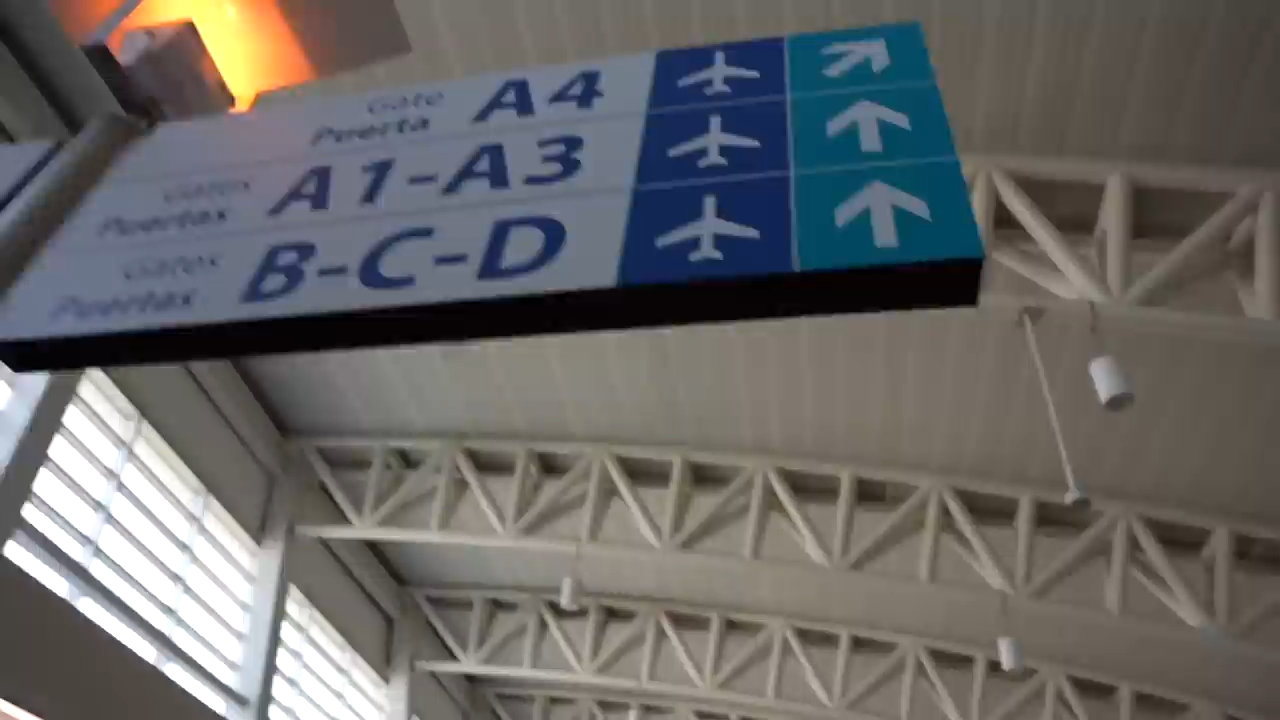 Gate
Puerta A4
Gates
Puertas A1-A3
Gates
Puertas B-C-D